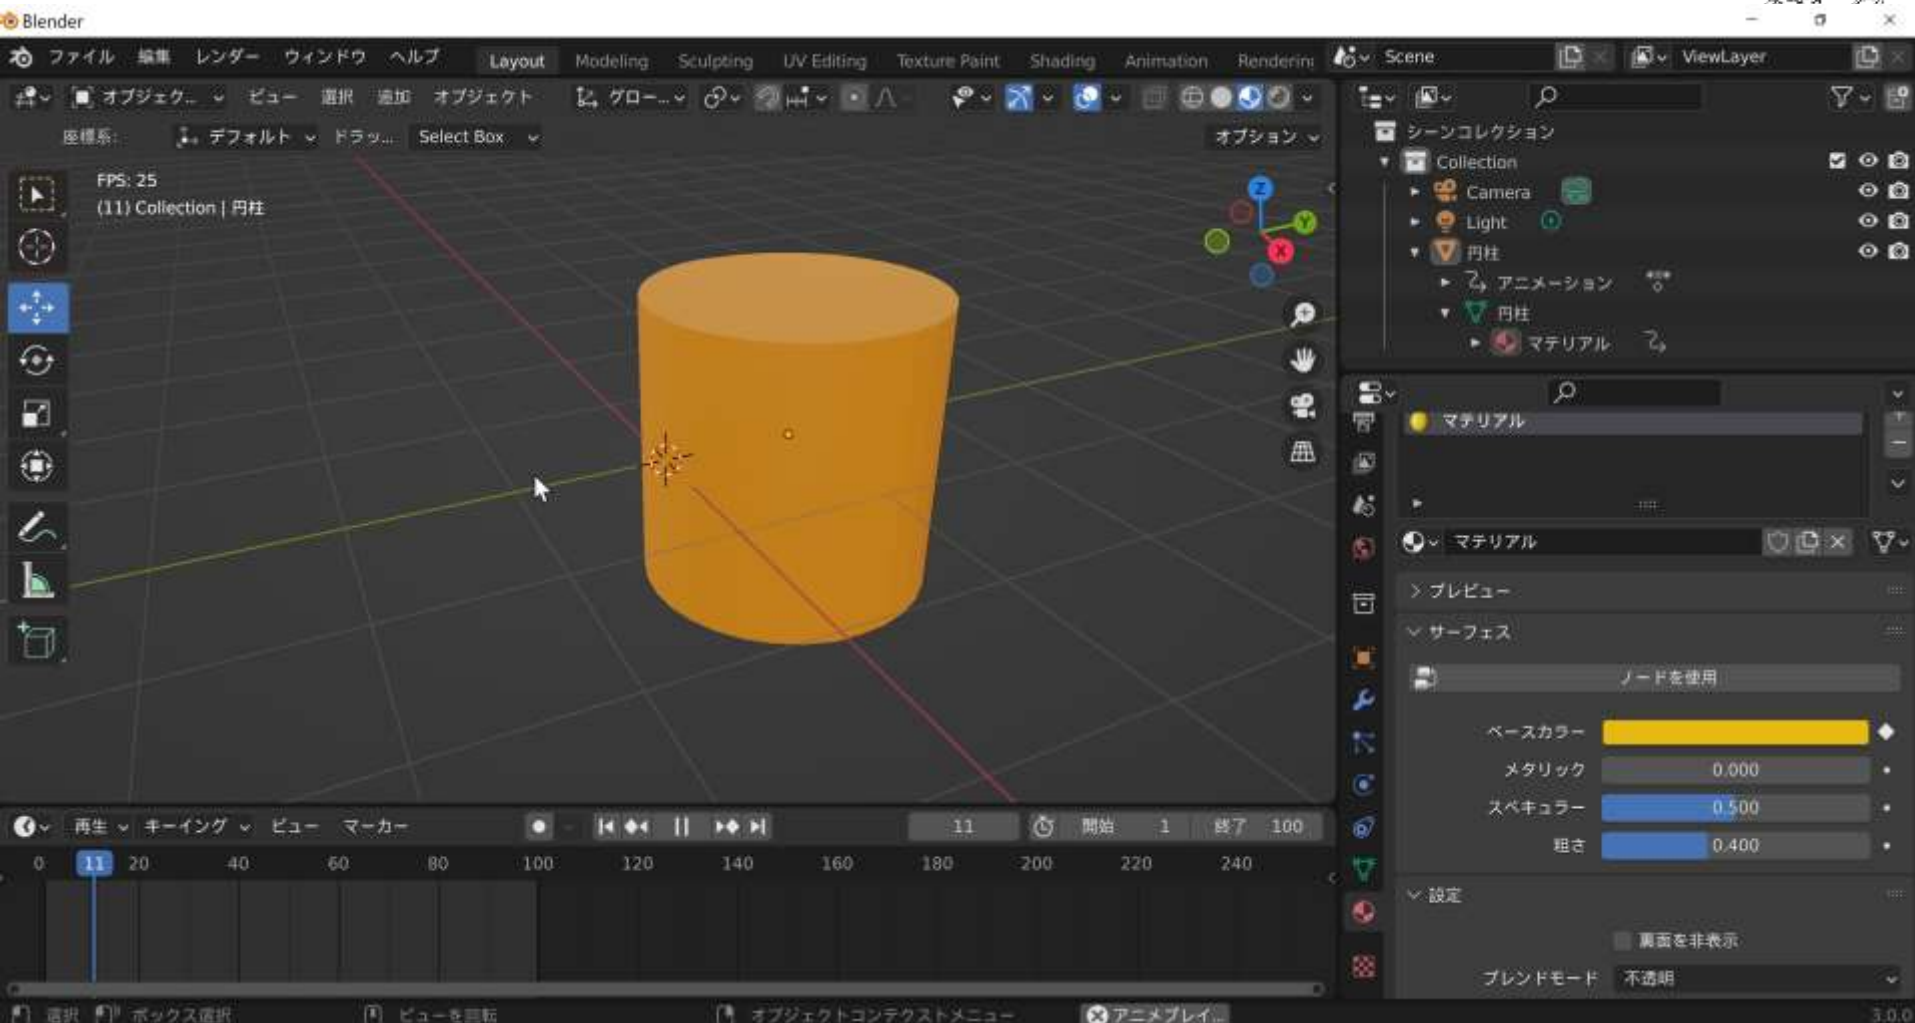 Blender
ファイル 編集 レンダー ウィンドウ ヘルプ Layout Modeling Sculpting UV Editing Texture Paint Shading Animation Renderin Scene ViewLayer
オブジェク... ビュー 選択 追加 オブジェクト グロー...
座標系: デフォルト ドラッ... Select Box オプション
FPS: 25
(11) Collection | 円柱
Z
Y
X
シーンコレクション
Collection
Camera
Light
円柱
アニメーション
円柱
マテリアル
マテリアル
マテリアル
プレビュー
サーフェス
ノードを使用
ベースカラー
メタリック 0.000
スペキュラー 0.500
粗さ 0.400
設定
裏面を非表示
ブレンドモード 不透明
再生 キーイング ビュー マーカー 11 開始 1 終了 100
0 11 20 40 60 80 100 120 140 160 180 200 220 240
選択 ボックス選択 ビューを回転 オブジェクトコンテクストメニュー アニメプレイ... 3.0.0